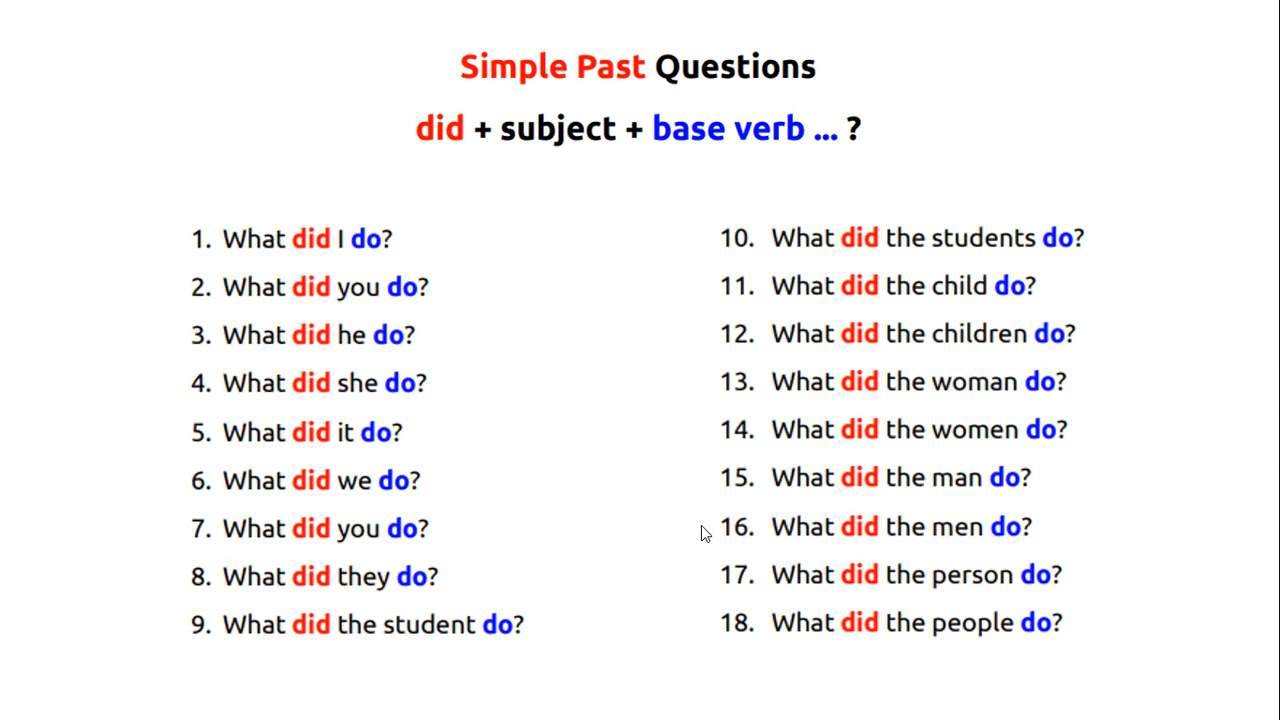 Simple Past Questions
did + subject + base verb ... ?
1. What did I do?
2. What did you do?
3. What did he do?
4. What did she do?
5. What did it do?
6. What did we do?
7. What did you do?
8. What did they do?
9. What did the student do?
10. What did the students do?
11. What did the child do?
12. What did the children do?
13. What did the woman do?
14. What did the women do?
15. What did the man do?
16. What did the men do?
17. What did the person do?
18. What did the people do?